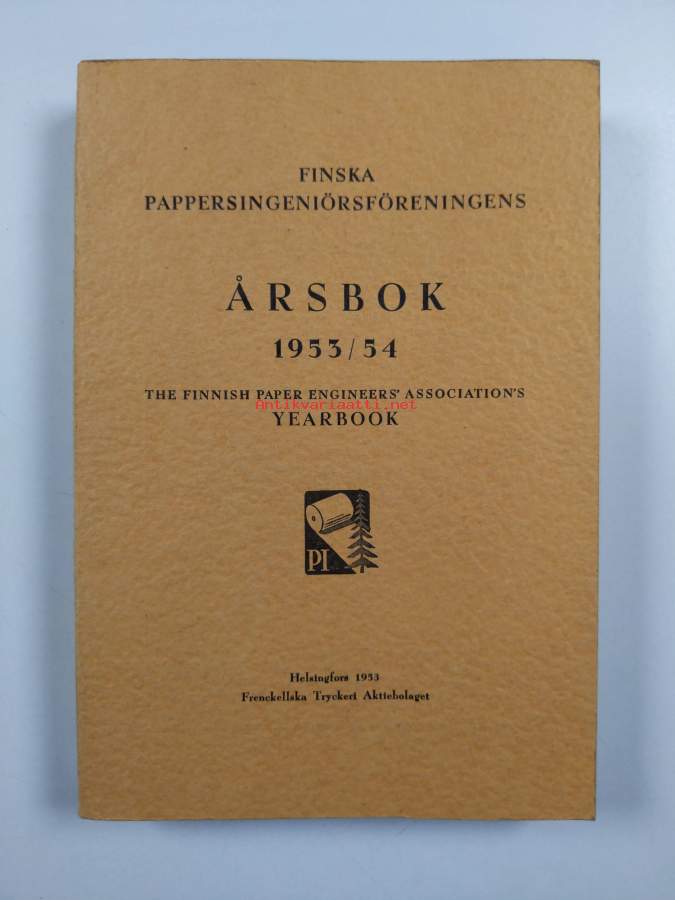 FINSKA
PAPPERSINGENIÖRSFÖRENINGENS
ÅRSBOK
1953/54
THE FINNISH PAPER ENGINEERS' ASSOCIATION'S
Antikvariaatti.net
YEARBOOK
PI
Helsingfors 1953
Frenckellska Tryckeri Aktiebolaget